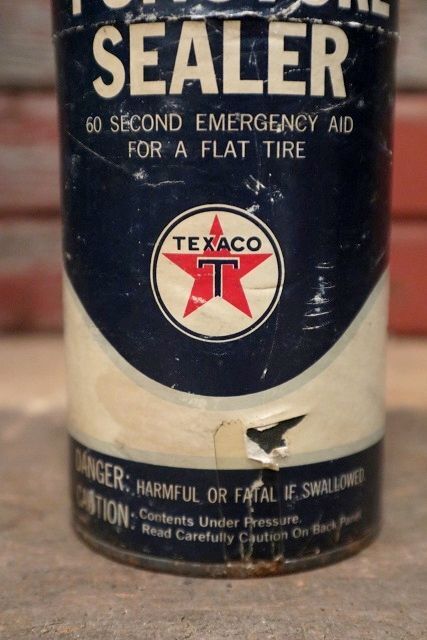 SEALER
60 SECOND EMERGENCY AID
FOR A FLAT TIRE
TEXACO
T
DANGER: HARMFUL OR FATAL IF SWALLOWED.
CAUTION: Contents Under Pressure.
Read Carefully Caution On Back Panel